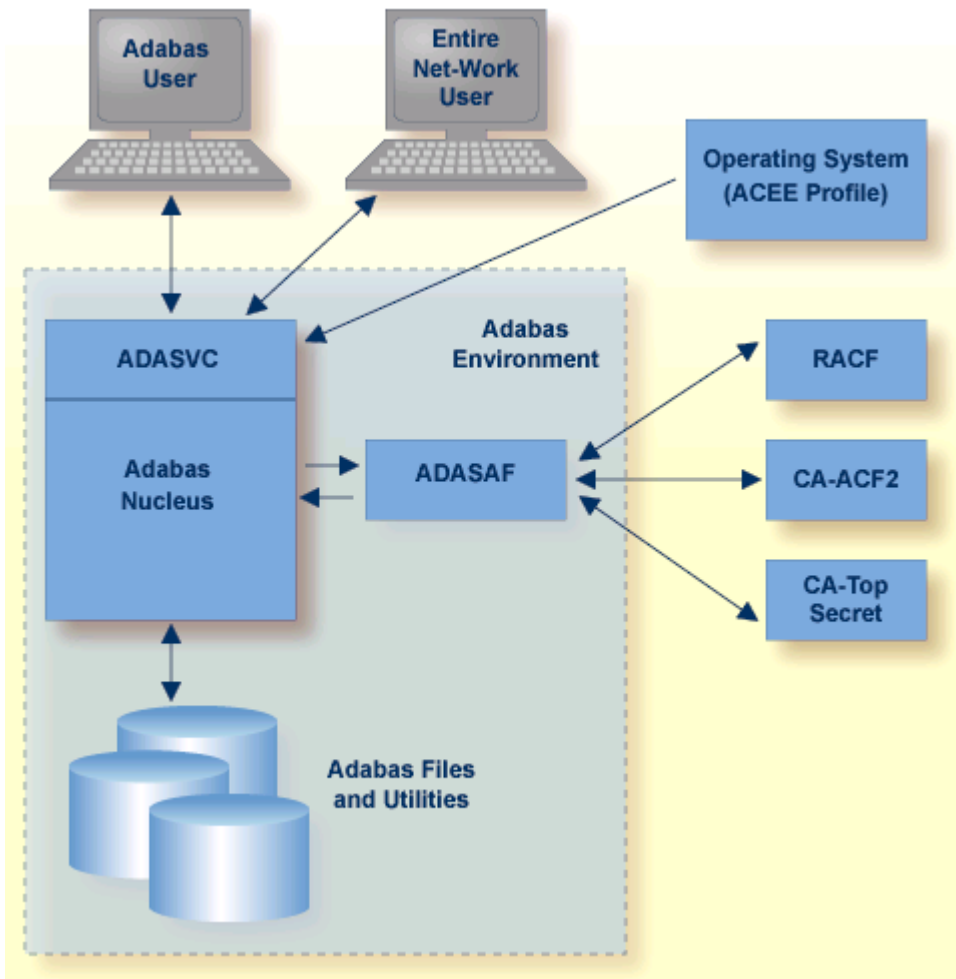 Adabas
User
Entire
Net-Work
User
Operating System
(ACEE Profile)
ADASVC
Adabas
Environment
RACF
Adabas
Nucleus
ADASAF
CA-ACF2
CA-Top
Secret
Adabas Files
and Utilities